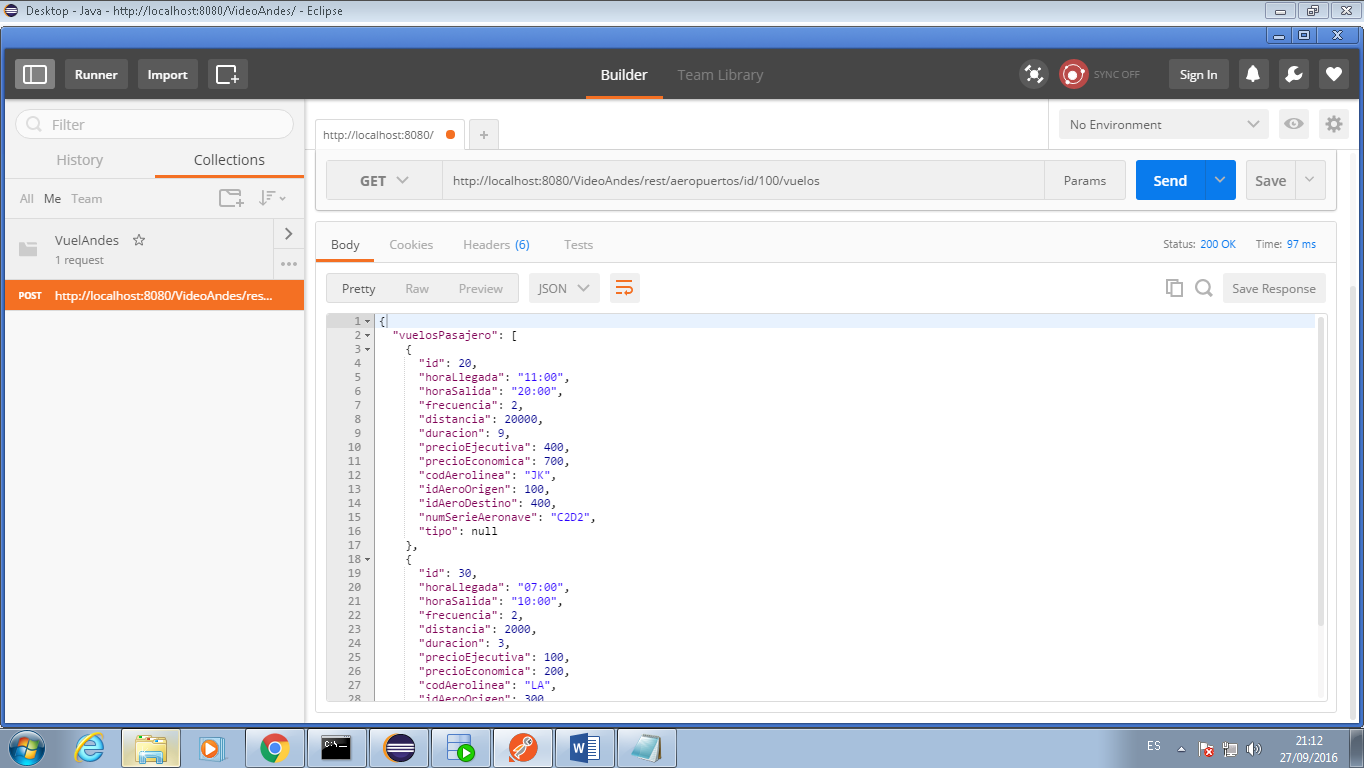 Desktop - Java - http://localhost:8080/VideoAndes/ - Eclipse
Runner
Import
Builder
Team Library
SYNC OFF
Sign In
Filter
History
Collections
All
Me
Team
VuelAndes
1 request
POST
http://localhost:8080/VideoAndes/res...
http://localhost:8080/
No Environment
GET
http://localhost:8080/VideoAndes/rest/aeropuertos/id/100/vuelos
Params
Send
Save
Body
Cookies
Headers (6)
Tests
Status: 200 OK
Time: 97 ms
Pretty
Raw
Preview
JSON
Save Response
1 {
2 "vuelosPasajero": [
3 {
4 "id": 20,
5 "horaLlegada": "11:00",
6 "horaSalida": "20:00",
7 "frecuencia": 2,
8 "distancia": 20000,
9 "duracion": 9,
10 "precioEjecutiva": 400,
11 "precioEconomica": 700,
12 "codAerolinea": "JK",
13 "idAeroOrigen": 100,
14 "idAeroDestino": 400,
15 "numSerieAeronave": "C2D2",
16 "tipo": null
17 },
18 {
19 "id": 30,
20 "horaLlegada": "07:00",
21 "horaSalida": "10:00",
22 "frecuencia": 2,
23 "distancia": 2000,
24 "duracion": 3,
25 "precioEjecutiva": 100,
26 "precioEconomica": 200,
27 "codAerolinea": "LA",
28 "idAeroOrigen": 300
ES
21:12
27/09/2016